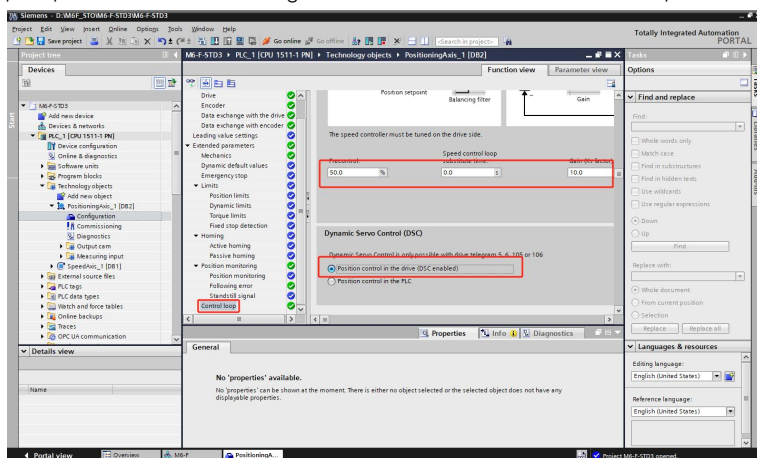 Siemens - D:\M6F_STO\M6-F-STD3\M6-F-STD3
Project Edit View Insert Online Options Tools Window Help
Totally Integrated Automation
PORTAL
Save project
Go online
Go offline
<Search in project>
Project tree
M6-F-STD3 ▸ PLC_1 [CPU 1511-1 PN] ▸ Technology objects ▸ PositioningAxis_1 [DB2]
Tasks
Devices
Function view
Parameter view
Options
M6-F-STD3
Add new device
Devices & networks
PLC_1 [CPU 1511-1 PN]
Device configuration
Online & diagnostics
Software units
Program blocks
Technology objects
Add new object
PositioningAxis_1 [DB2]
Configuration
Commissioning
Diagnostics
Output cam
Measuring input
SpeedAxis_1 [DB1]
External source files
PLC tags
PLC data types
Watch and force tables
Online backups
Traces
OPC UA communication
Details view
Name
Drive
Encoder
Data exchange with the drive
Data exchange with encoder
Leading value settings
Extended parameters
Mechanics
Dynamic default values
Emergency stop
Limits
Position limits
Dynamic limits
Torque limits
Fixed stop detection
Homing
Active homing
Passive homing
Position monitoring
Position monitoring
Following error
Standstill signal
Control loop
Position setpoint
Balancing filter
Gain
The speed controller must be tuned on the drive side.
Speed control loop
Precontrol:
substitute time:
Gain (Kv factor)
50.0 %
0.0 s
10.0
Dynamic Servo Control (DSC)
Dynamic Servo Control is only possible with drive telegram 5, 6, 105 or 106
Position control in the drive (DSC enabled)
Position control in the PLC
Properties
Info
Diagnostics
General
No 'properties' available.
No 'properties' can be shown at the moment. There is either no object selected or the selected object does not have any
displayable properties.
Find and replace
Find:
Whole words only
Match case
Find in substructures
Find in hidden texts
Use wildcards
Use regular expressions
Down
Up
Find
Replace with:
Whole document
From current position
Selection
Replace
Replace all
Languages & resources
Editing language:
English (United States)
Reference language:
English (United States)
Tasks
Libraries
Portal view
Overview
M6-F
PositioningA...
Project M6-F-STD3 opened.